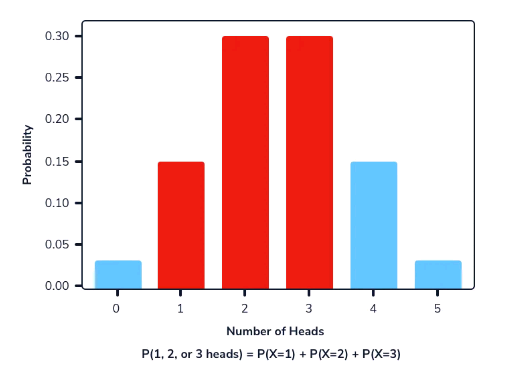 0.30
0.25
0.20
0.15
0.10
0.05
0.00
Probability
0 1 2 3 4 5
Number of Heads
P(1, 2, or 3 heads) = P(X=1) + P(X=2) + P(X=3)